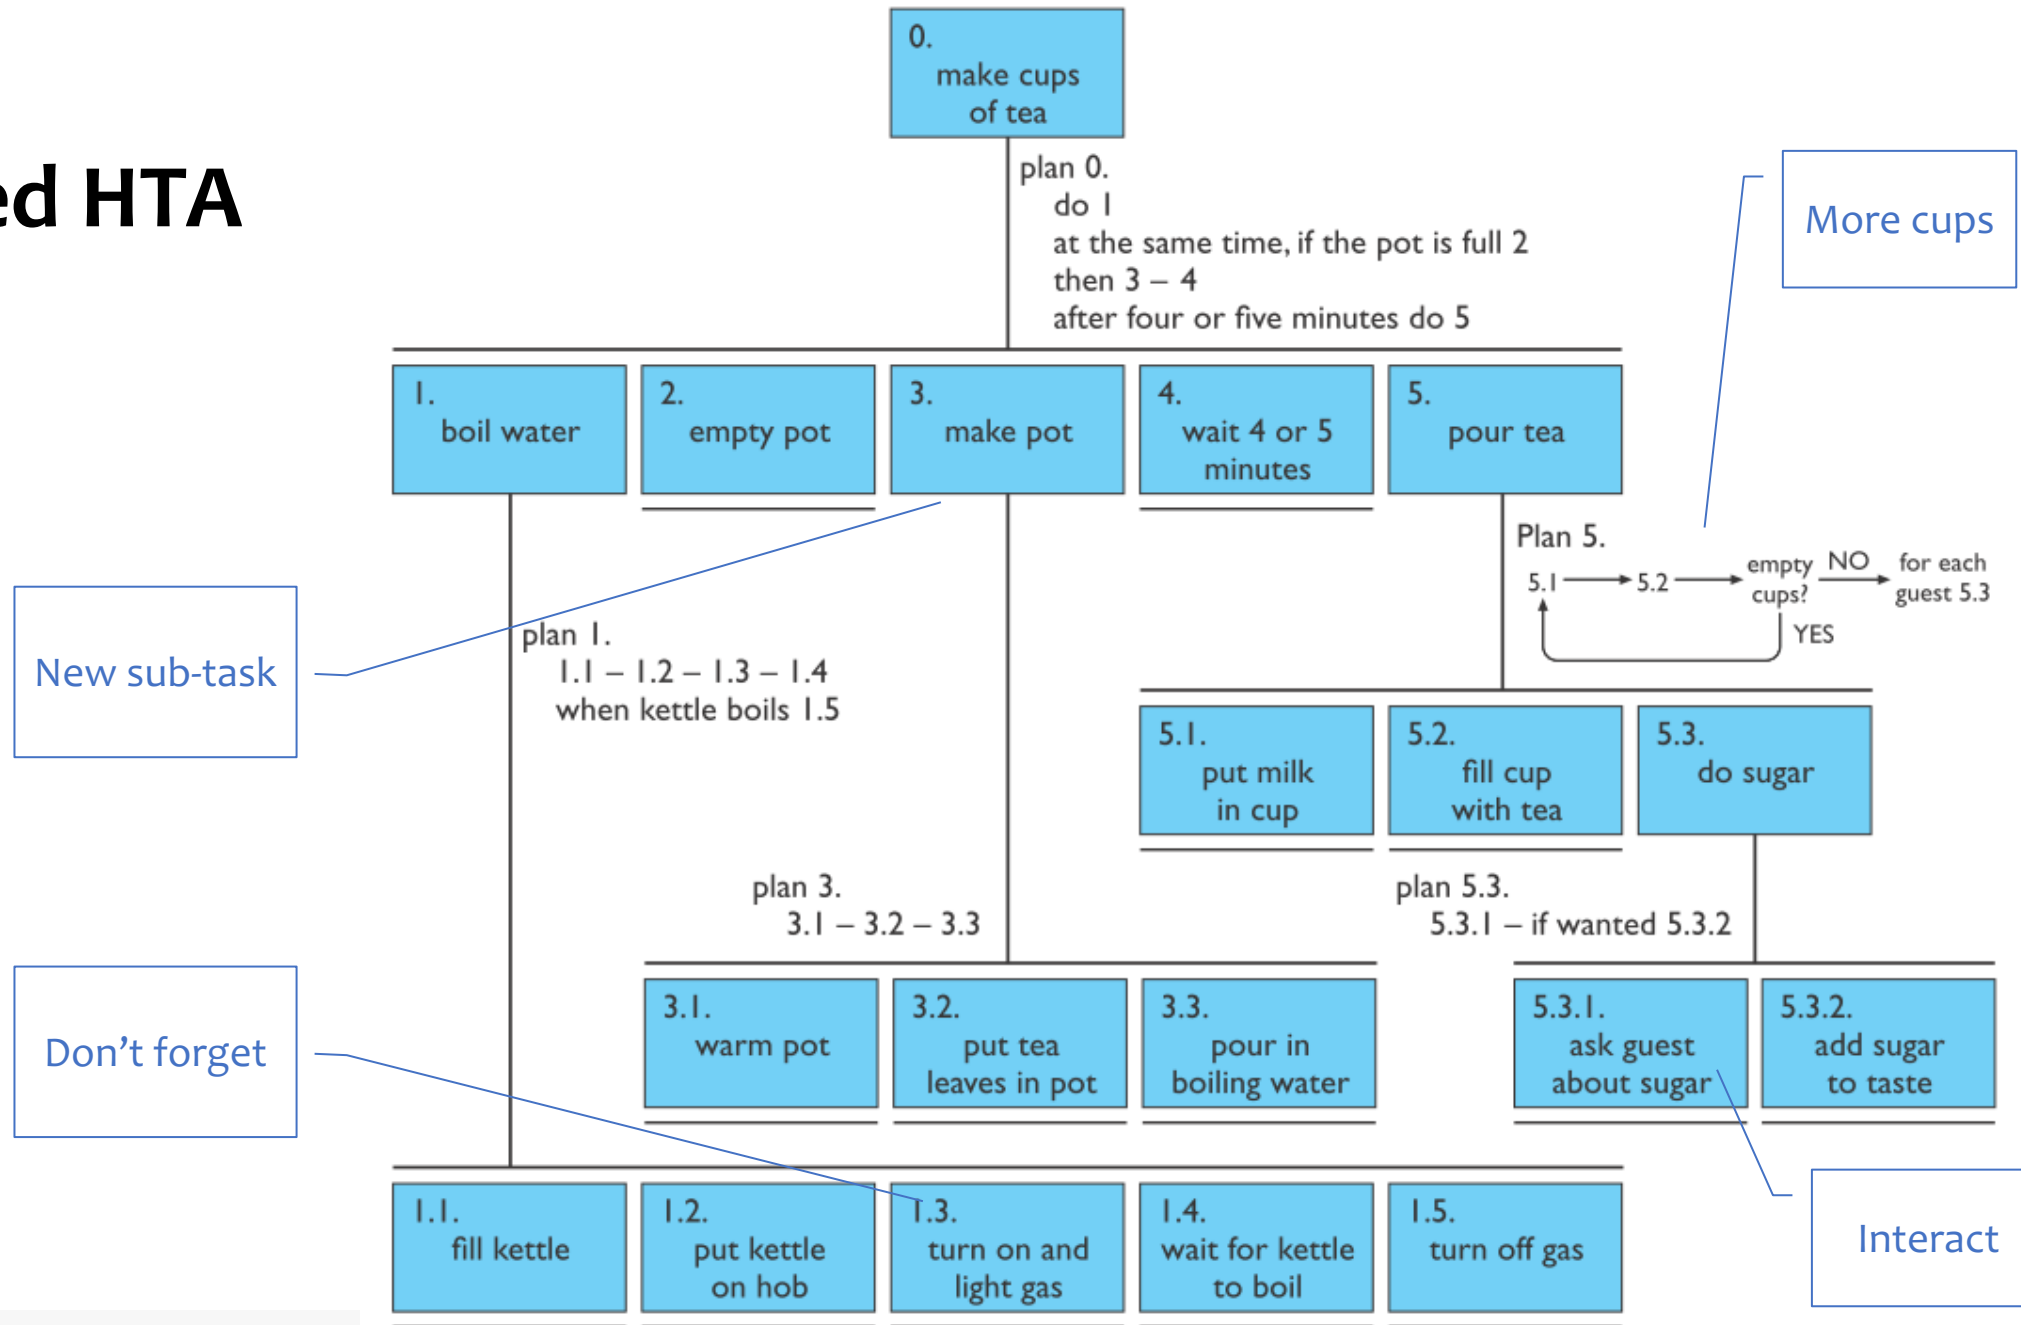 0.
make cups
of tea
ed HTA
plan 0.
do 1
at the same time, if the pot is full 2
then 3 – 4
after four or five minutes do 5
More cups
1.
boil water
2.
empty pot
3.
make pot
4.
wait 4 or 5
minutes
5.
pour tea
Plan 5.
5.1
5.2
empty
cups?
NO
for each
guest 5.3
YES
New sub-task
plan 1.
1.1 – 1.2 – 1.3 – 1.4
when kettle boils 1.5
5.1.
put milk
in cup
5.2.
fill cup
with tea
5.3.
do sugar
plan 3.
3.1 – 3.2 – 3.3
plan 5.3.
5.3.1 – if wanted 5.3.2
Don’t forget
3.1.
warm pot
3.2.
put tea
leaves in pot
3.3.
pour in
boiling water
5.3.1.
ask guest
about sugar
5.3.2.
add sugar
to taste
1.1.
fill kettle
1.2.
put kettle
on hob
1.3.
turn on and
light gas
1.4.
wait for kettle
to boil
1.5.
turn off gas
Interact